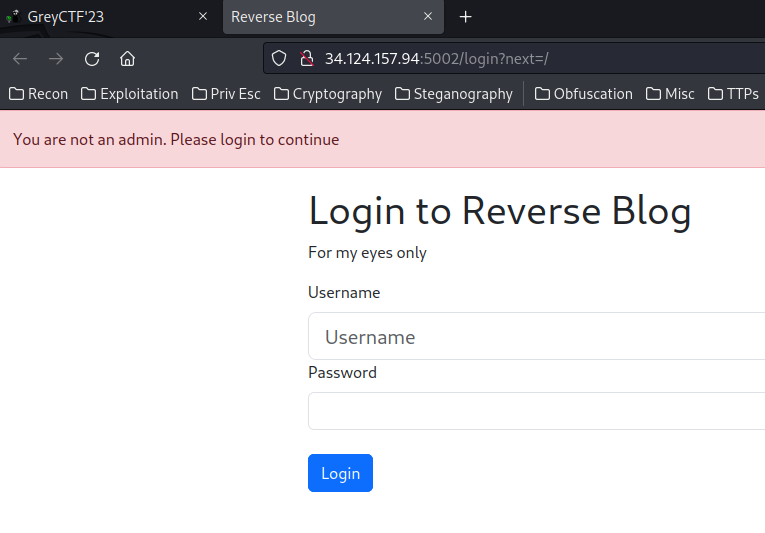 GreyCTF'23
Reverse Blog
34.124.157.94:5002/login?next=/
Recon Exploitation Priv Esc Cryptography Steganography Obfuscation Misc TTPs
You are not an admin. Please login to continue
Login to Reverse Blog
For my eyes only
Username
Username
Password
Login